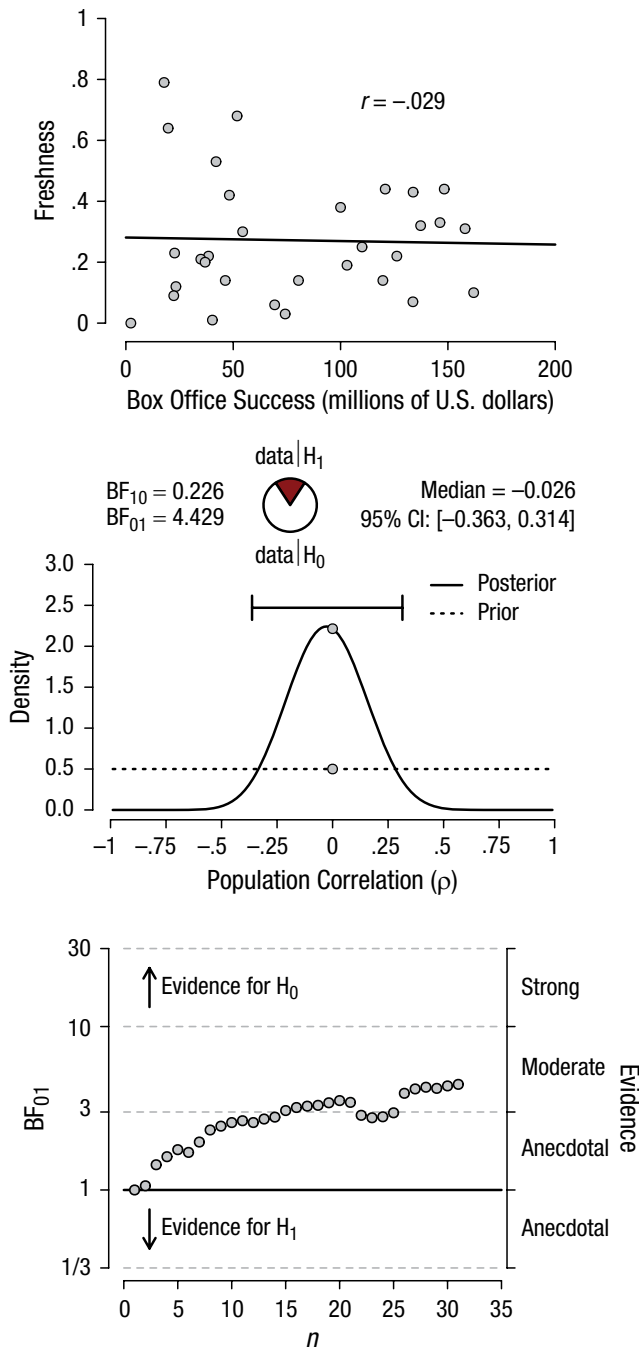 1
.8
.6
.4
.2
0
Freshness
r = –.029
0 50 100 150 200
Box Office Success (millions of U.S. dollars)
data|H1
BF10 = 0.226
BF01 = 4.429
Median = –0.026
95% CI: [–0.363, 0.314]
data|H0
3.0
2.5
2.0
1.5
1.0
0.5
0.0
Density
Posterior
Prior
–1 –.75 –.5 –.25 0 .25 .5 .75 1
Population Correlation (ρ)
30
10
3
1
1/3
BF01
Evidence for H0
Evidence for H1
Strong
Moderate
Anecdotal
Anecdotal
Evidence
0 5 10 15 20 25 30 35
n